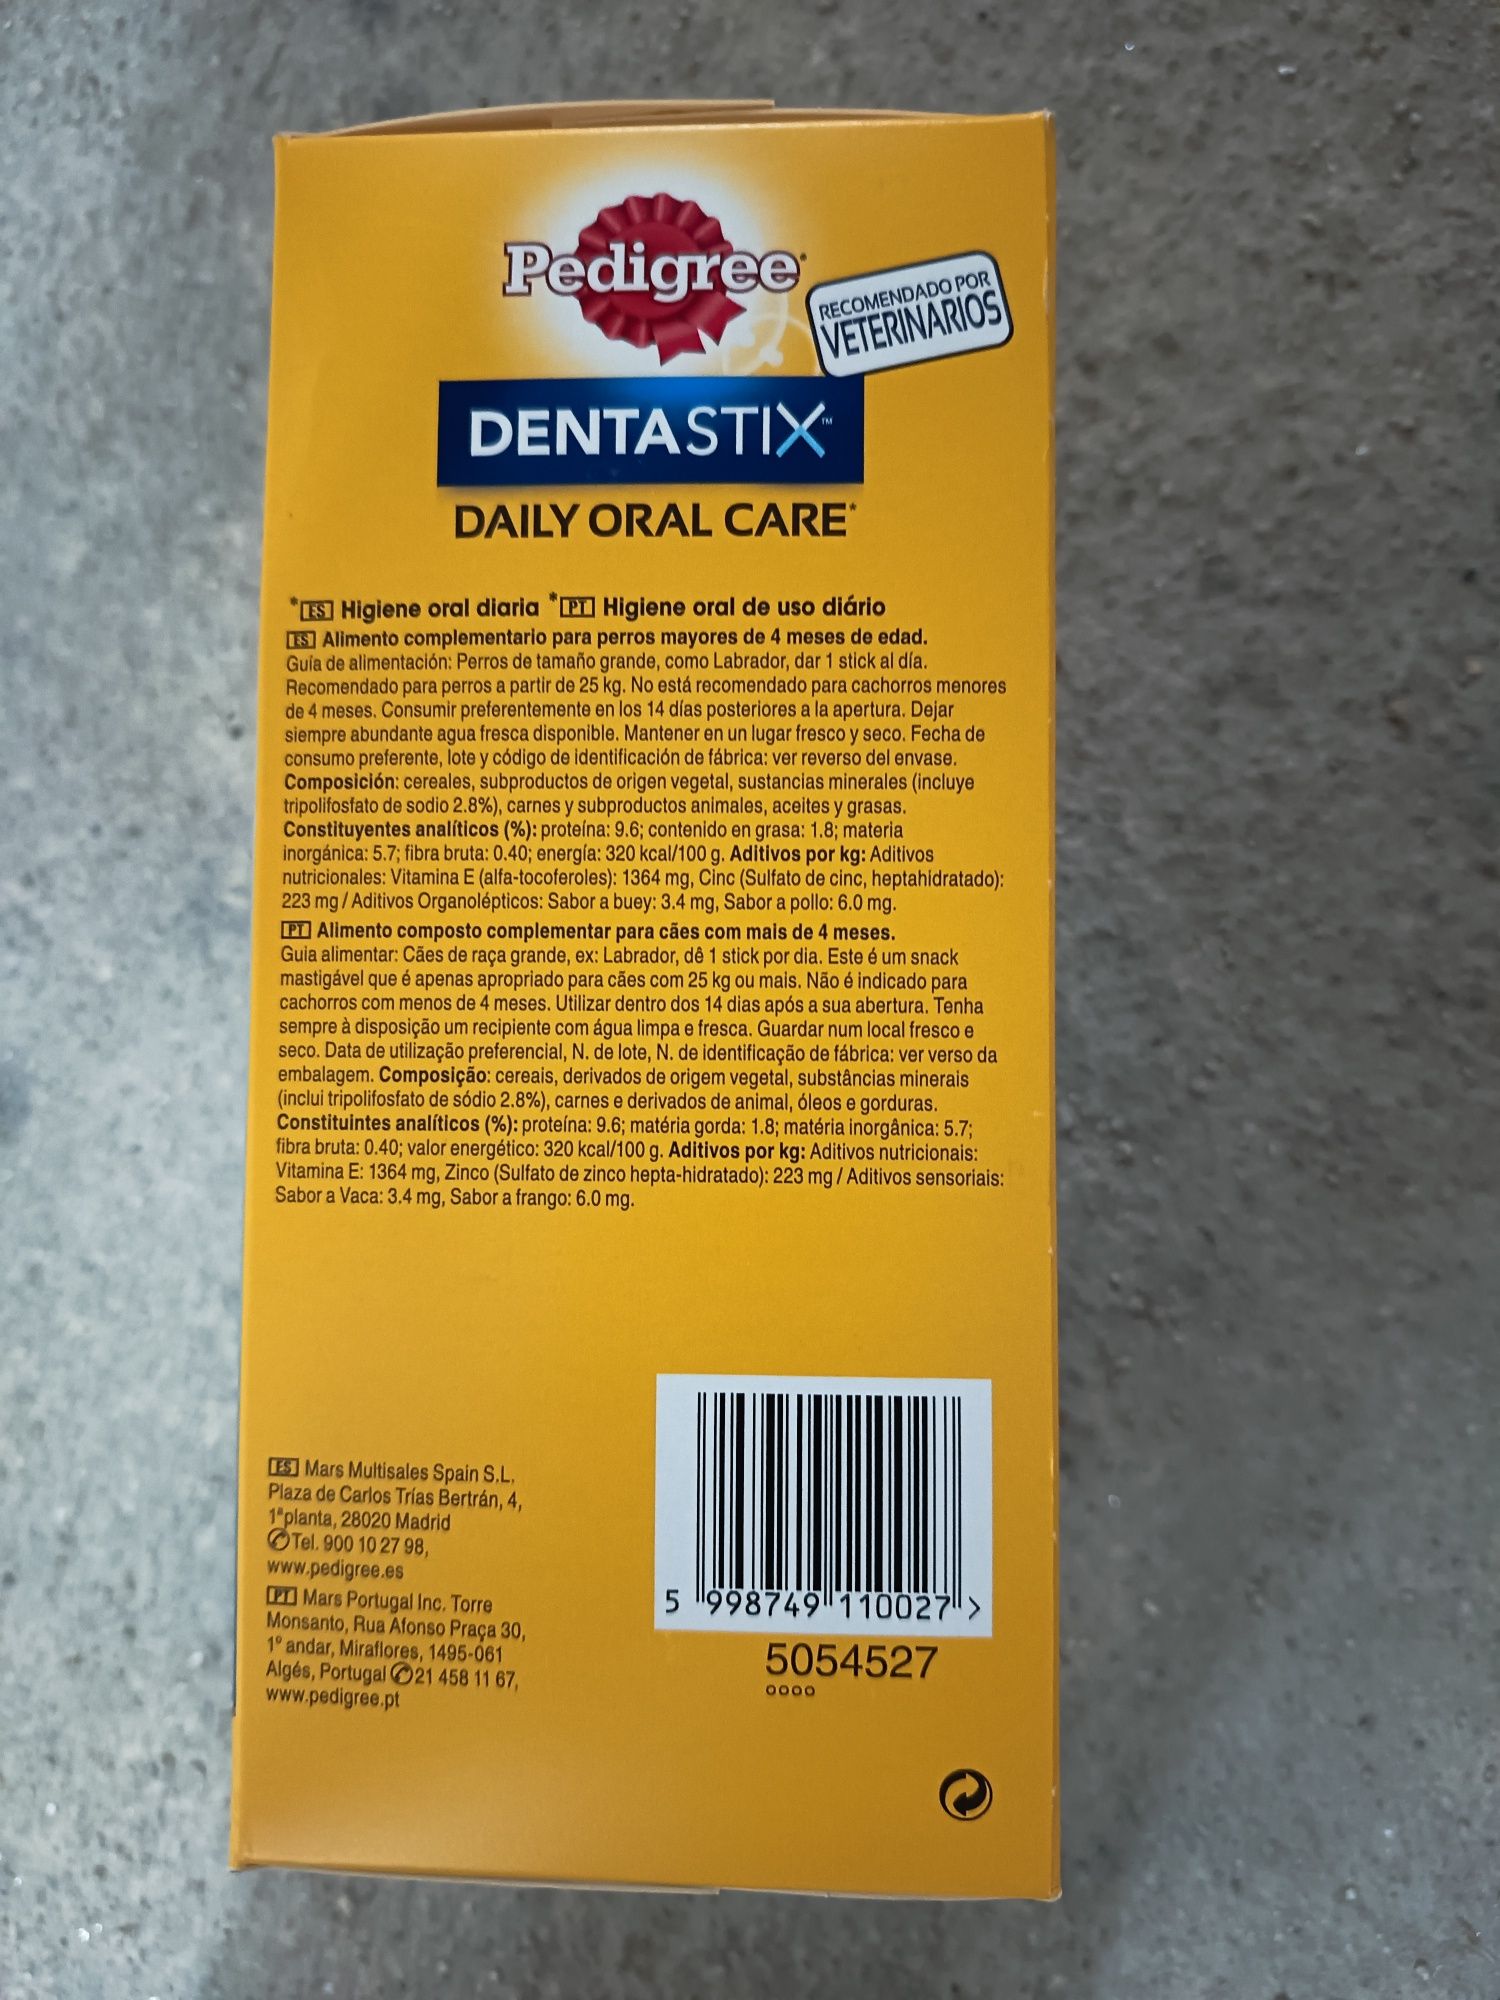 Pedigree
RECOMENDADO POR
VETERINARIOS
DENTASTIX™
DAILY ORAL CARE*
*ES Higiene oral diaria *PT Higiene oral de uso diário
ES Alimento complementario para perros mayores de 4 meses de edad.
Guía de alimentación: Perros de tamaño grande, como Labrador, dar 1 stick al día.
Recomendado para perros a partir de 25 kg. No está recomendado para cachorros menores
de 4 meses. Consumir preferentemente en los 14 días posteriores a la apertura. Dejar
siempre abundante agua fresca disponible. Mantener en un lugar fresco y seco. Fecha de
consumo preferente, lote y código de identificación de fábrica: ver reverso del envase.
Composición: cereales, subproductos de origen vegetal, sustancias minerales (incluye
tripolifosfato de sodio 2.8%), carnes y subproductos animales, aceites y grasas.
Constituyentes analíticos (%): proteína: 9.6; contenido en grasa: 1.8; materia
inorgánica: 5.7; fibra bruta: 0.40; energía: 320 kcal/100 g. Aditivos por kg: Aditivos
nutricionales: Vitamina E (alfa-tocoferoles): 1364 mg, Cinc (Sulfato de cinc, heptahidratado):
223 mg / Aditivos Organolépticos: Sabor a buey: 3.4 mg, Sabor a pollo: 6.0 mg.
PT Alimento composto complementar para cães com mais de 4 meses.
Guia alimentar: Cães de raça grande, ex: Labrador, dê 1 stick por dia. Este é um snack
mastigável que é apenas apropriado para cães com 25 kg ou mais. Não é indicado para
cachorros com menos de 4 meses. Utilizar dentro dos 14 dias após a sua abertura. Tenha
sempre à disposição um recipiente com água limpa e fresca. Guardar num local fresco e
seco. Data de utilização preferencial, N. de lote, N. de identificação de fábrica: ver verso da
embalagem. Composição: cereais, derivados de origem vegetal, substâncias minerais
(inclui tripolifosfato de sódio 2.8%), carnes e derivados de animal, óleos e gorduras.
Constituintes analíticos (%): proteína: 9.6; matéria gorda: 1.8; matéria inorgânica: 5.7;
fibra bruta: 0.40; valor energético: 320 kcal/100 g. Aditivos por kg: Aditivos nutricionais:
Vitamina E: 1364 mg, Zinco (Sulfato de zinco hepta-hidratado): 223 mg / Aditivos sensoriais:
Sabor a Vaca: 3.4 mg, Sabor a frango: 6.0 mg.
ES Mars Multisales Spain S.L.
Plaza de Carlos Trías Bertrán, 4,
1ªplanta, 28020 Madrid
✆Tel. 900 10 27 98,
www.pedigree.es
PT Mars Portugal Inc. Torre
Monsanto, Rua Afonso Praça 30,
1º andar, Miraflores, 1495-061
Algés, Portugal ✆21 458 11 67,
www.pedigree.pt
5 998749 110027 >
5054527